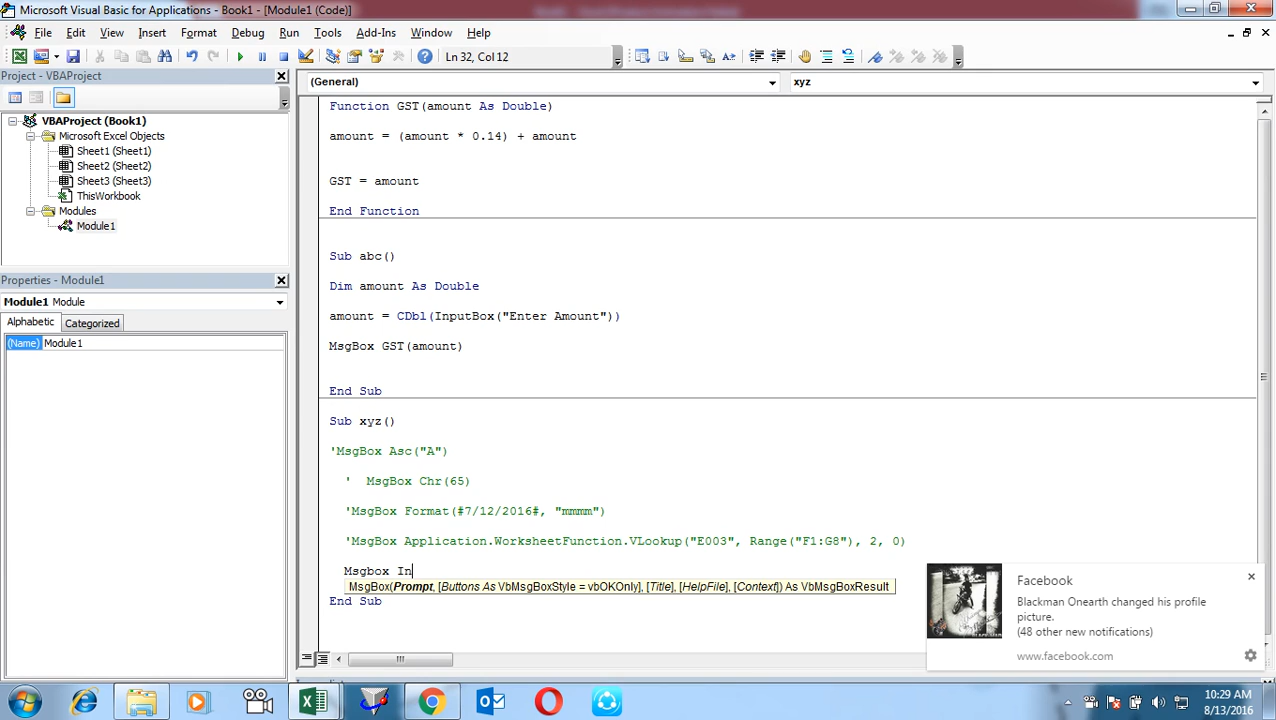 Microsoft Visual Basic for Applications - Book1 - [Module1 (Code)]
File Edit View Insert Format Debug Run Tools Add-Ins Window Help
Ln 32, Col 12
Project - VBAProject
VBAProject (Book1)
Microsoft Excel Objects
Sheet1 (Sheet1)
Sheet2 (Sheet2)
Sheet3 (Sheet3)
ThisWorkbook
Modules
Module1
Properties - Module1
Module1 Module
Alphabetic Categorized
(Name) Module1
(General) xyz
Function GST(amount As Double)
amount = (amount * 0.14) + amount
GST = amount
End Function
Sub abc()
Dim amount As Double
amount = CDbl(InputBox("Enter Amount"))
MsgBox GST(amount)
End Sub
Sub xyz()
'MsgBox Asc("A")
' MsgBox Chr(65)
'MsgBox Format(#7/12/2016#, "mmmm")
'MsgBox Application.WorksheetFunction.VLookup("E003", Range("F1:G8"), 2, 0)
Msgbox In
MsgBox(Prompt, [Buttons As VbMsgBoxStyle = vbOKOnly], [Title], [HelpFile], [Context]) As VbMsgBoxResult
End Sub
Facebook
Blackman Onearth changed his profile
picture.
(48 other new notifications)
www.facebook.com
10:29 AM
8/13/2016